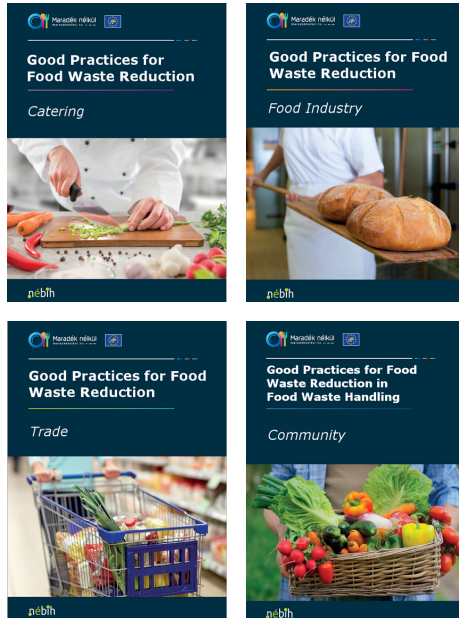 Maradék nélkül
Good Practices for
Food Waste Reduction
Catering
nébih
Maradék nélkül
Good Practices for Food
Waste Reduction
Food Industry
nébih
Maradék nélkül
Good Practices for Food
Waste Reduction
Trade
nébih
Maradék nélkül
Good Practices for Food
Waste Reduction in
Food Waste Handling
Community
nébih